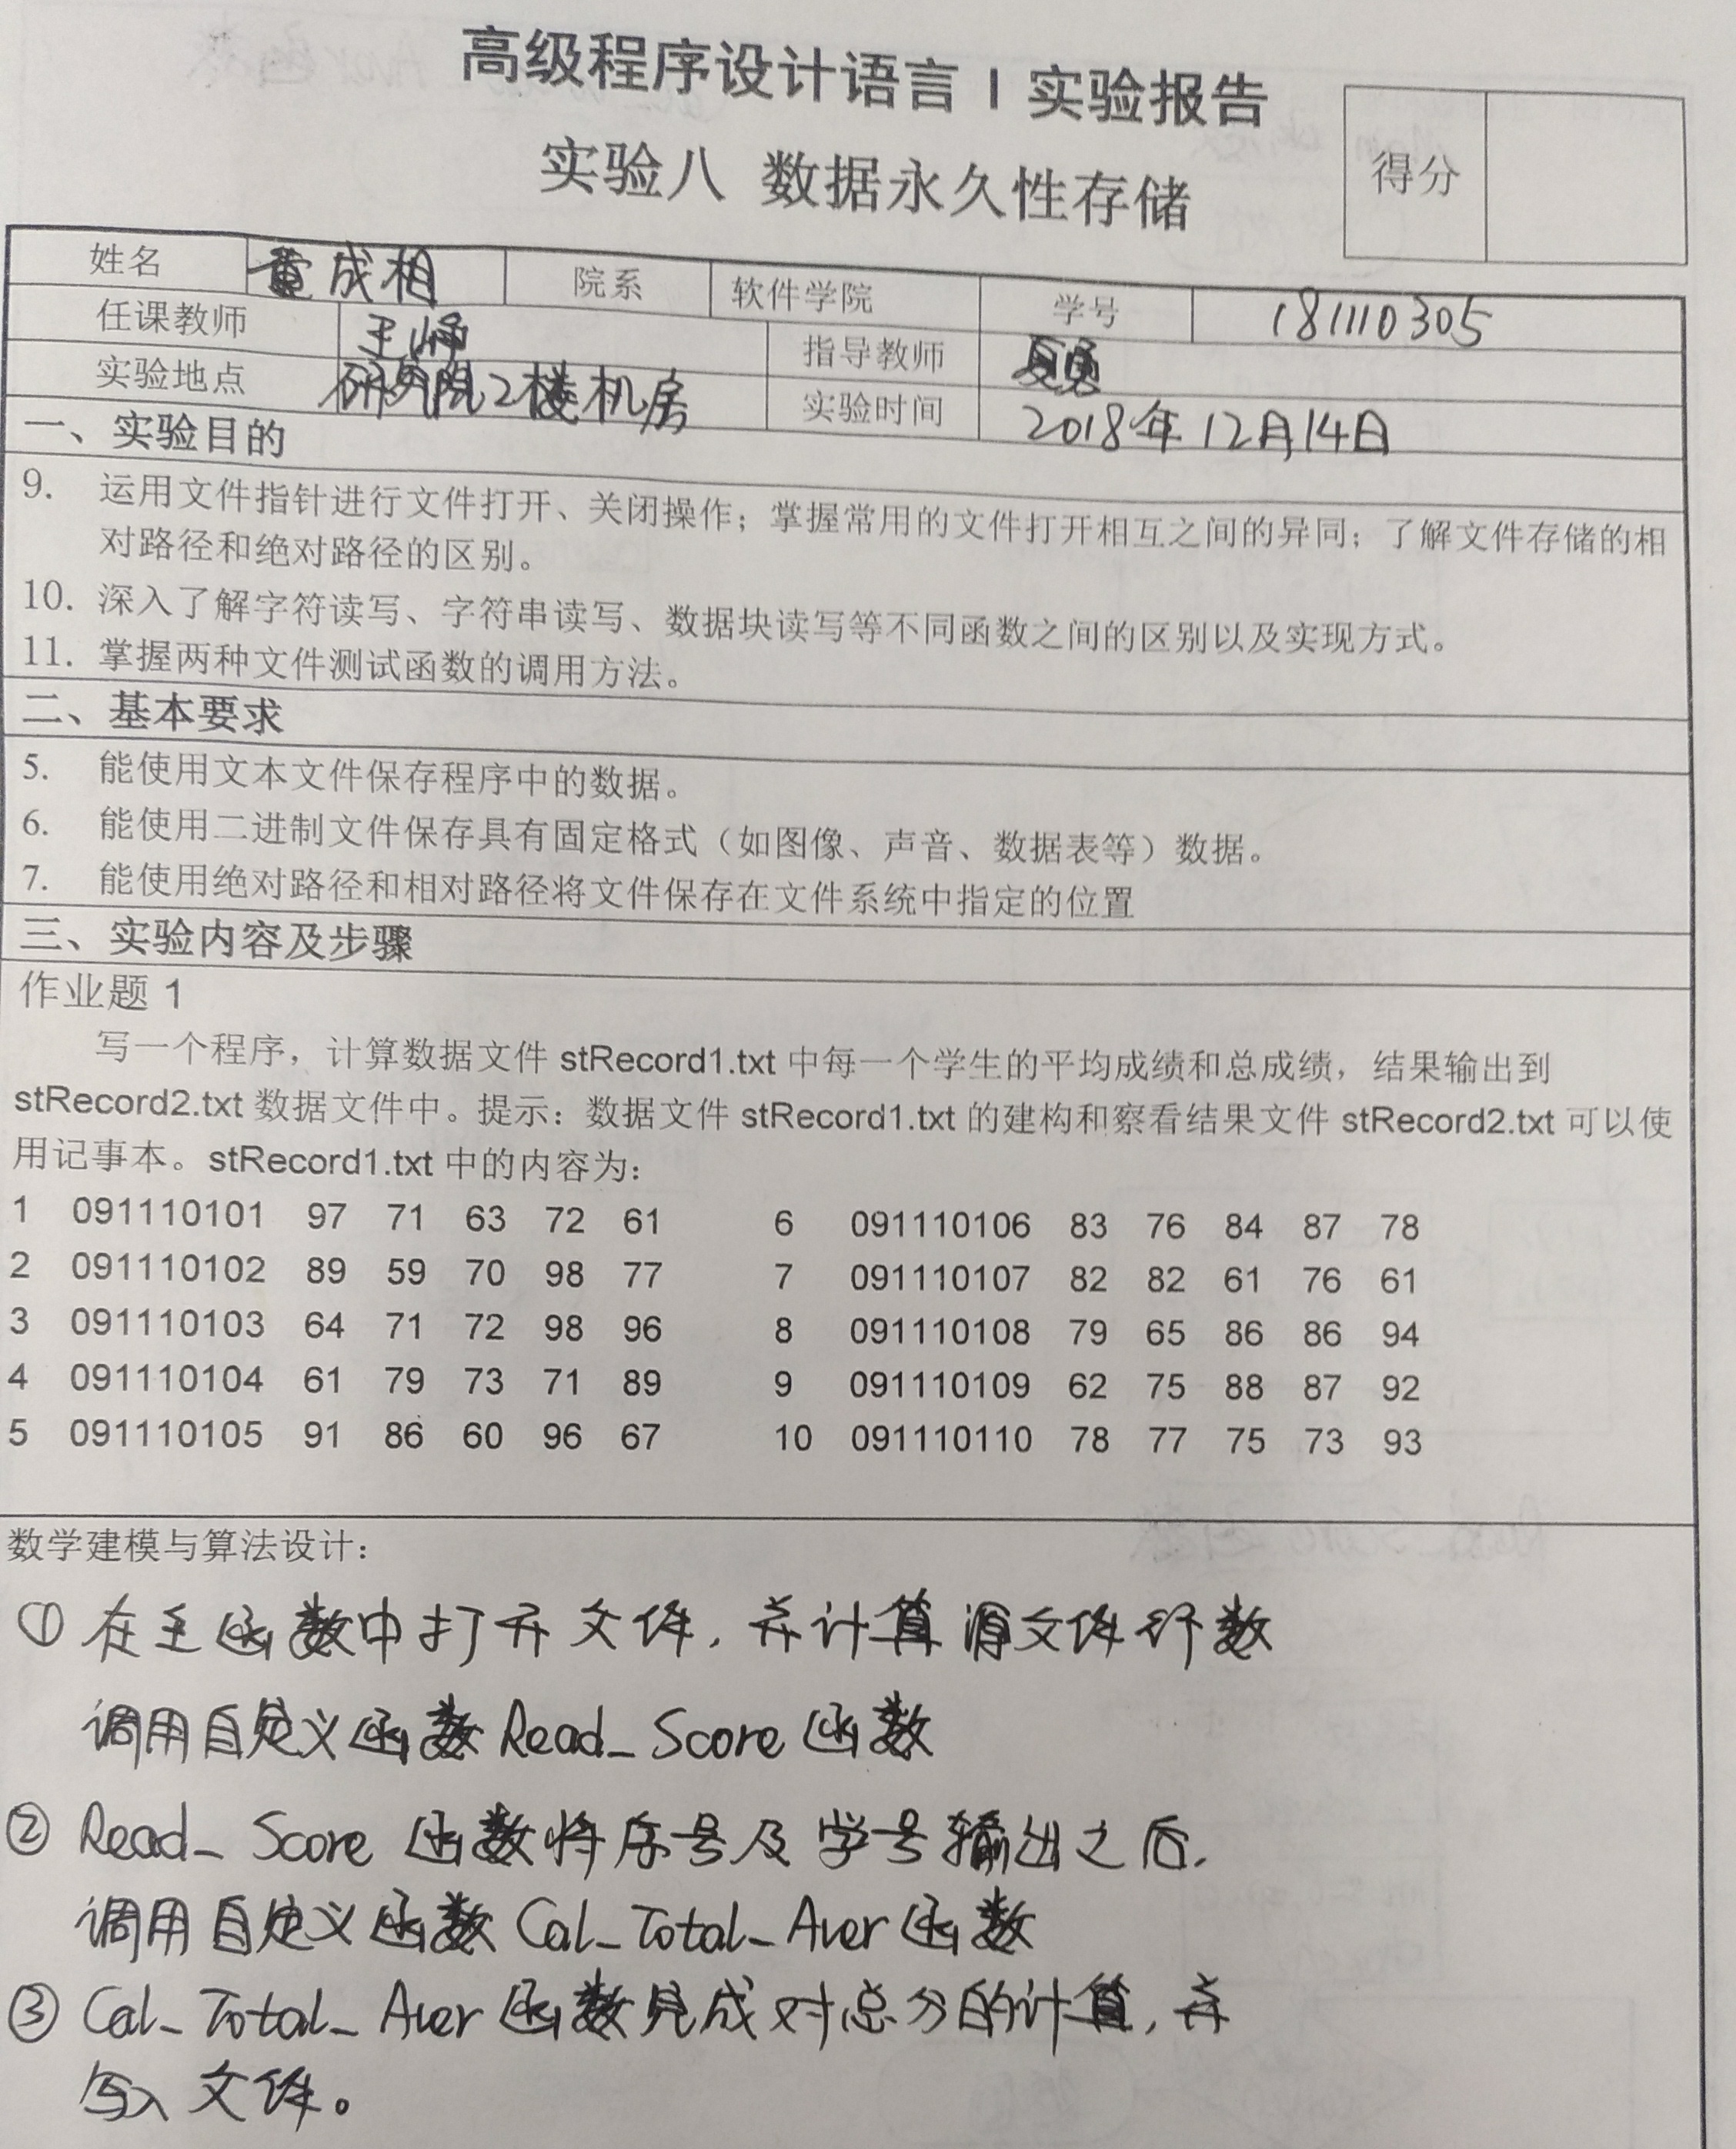 高级程序设计语言 I 实验报告
实验八 数据永久性存储
得分
姓名 童成相 院系 软件学院 学号 181110305
任课教师 王 指导教师 夏勇
实验地点 研究院2楼机房 实验时间 2018年12月14日
一、实验目的
9. 运用文件指针进行文件打开、关闭操作；掌握常用的文件打开相互之间的异同；了解文件存储的相
对路径和绝对路径的区别。
10. 深入了解字符读写、字符串读写、数据块读写等不同函数之间的区别以及实现方式。
11. 掌握两种文件测试函数的调用方法。
二、基本要求
5. 能使用文本文件保存程序中的数据。
6. 能使用二进制文件保存具有固定格式（如图像、声音、数据表等）数据。
7. 能使用绝对路径和相对路径将文件保存在文件系统中指定的位置
三、实验内容及步骤
作业题 1
写一个程序，计算数据文件 stRecord1.txt 中每一个学生的平均成绩和总成绩，结果输出到
stRecord2.txt 数据文件中。提示：数据文件 stRecord1.txt 的建构和察看结果文件 stRecord2.txt 可以使
用记事本。stRecord1.txt 中的内容为：
1 091110101 97 71 63 72 61 6 091110106 83 76 84 87 78
2 091110102 89 59 70 98 77 7 091110107 82 82 61 76 61
3 091110103 64 71 72 98 96 8 091110108 79 65 86 86 94
4 091110104 61 79 73 71 89 9 091110109 62 75 88 87 92
5 091110105 91 86 60 96 67 10 091110110 78 77 75 73 93
数学建模与算法设计：
① 在主函数中打开文件，并计算源文件行数
调用自定义函数 Read_Score 函数
② Read_Score 函数将序号及学号输出之后，
调用自定义函数 Cal_Total_Aver 函数
③ Cal_Total_Aver 函数完成对总分的计算，并
写入文件。